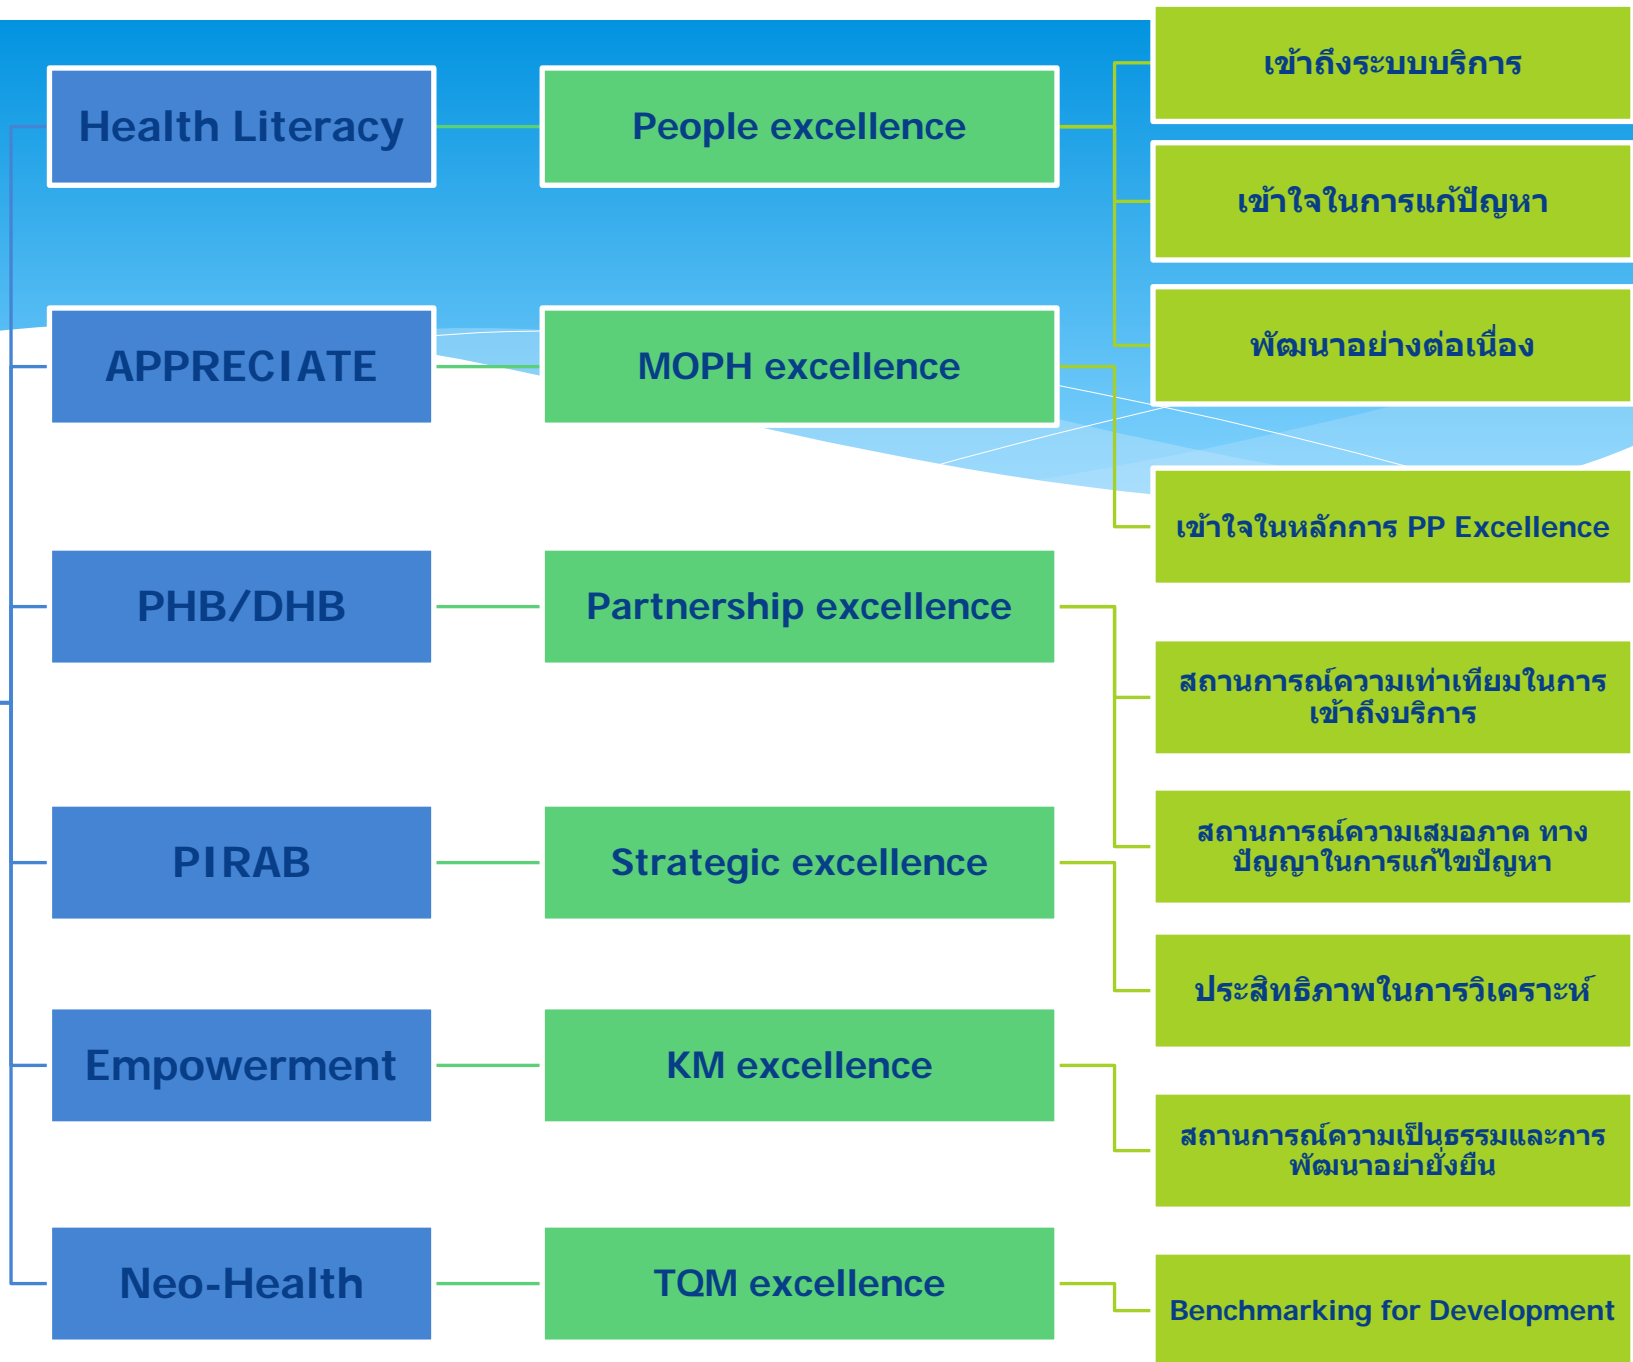 Health Literacy
People excellence
เข้าถึงระบบบริการ
เข้าใจในการแก้ปัญหา
พัฒนาอย่างต่อเนื่อง
APPRECIATE
MOPH excellence
เข้าใจในหลักการ PP Excellence
PHB/DHB
Partnership excellence
สถานการณ์ความเท่าเทียมในการ
เข้าถึงบริการ
สถานการณ์ความเสมอภาค ทาง
ปัญญาในการแก้ไขปัญหา
PIRAB
Strategic excellence
ประสิทธิภาพในการวิเคราะห์
Empowerment
KM excellence
สถานการณ์ความเป็นธรรมและการ
พัฒนาอย่ายั่งยืน
Neo-Health
TQM excellence
Benchmarking for Development